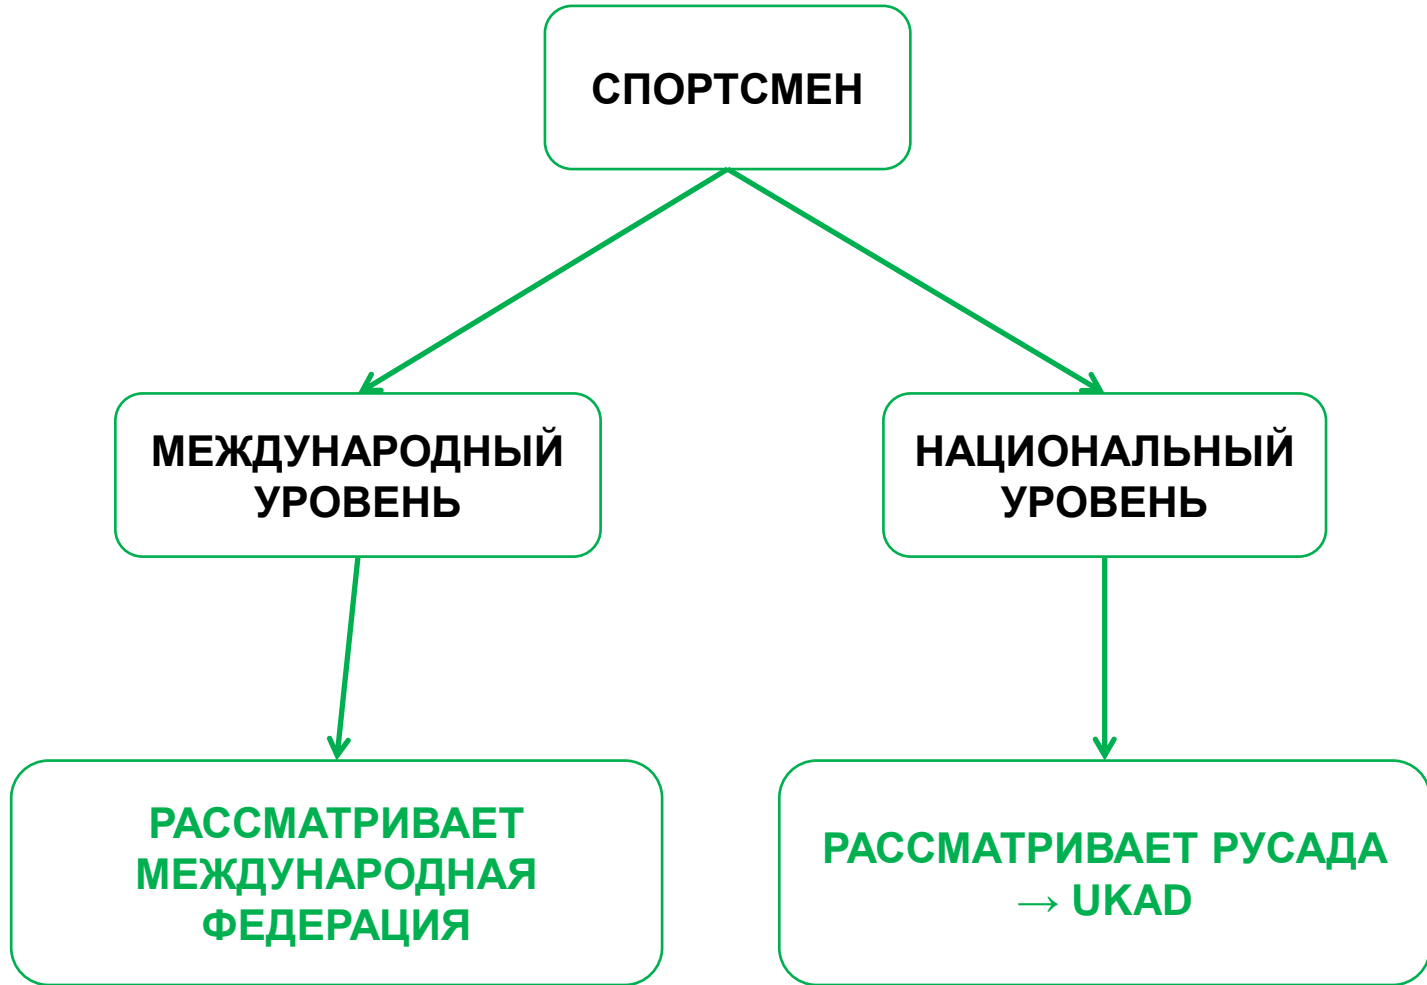 СПОРТСМЕН
МЕЖДУНАРОДНЫЙ
УРОВЕНЬ
НАЦИОНАЛЬНЫЙ
УРОВЕНЬ
РАССМАТРИВАЕТ
МЕЖДУНАРОДНАЯ
ФЕДЕРАЦИЯ
РАССМАТРИВАЕТ РУСАДА
→ UKAD